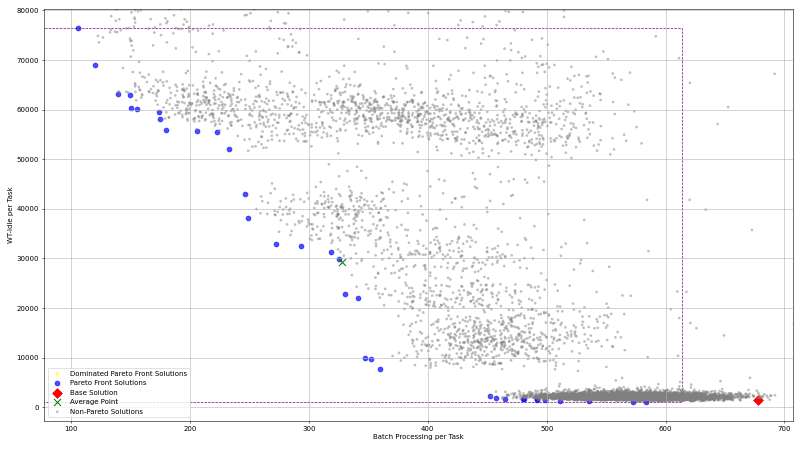 80000
70000
60000
50000
40000
30000
20000
10000
0
WT-Idle per Task
Dominated Pareto Front Solutions
Pareto Front Solutions
Base Solution
Average Point
Non-Pareto Solutions
100 200 300 400 500 600 700
Batch Processing per Task